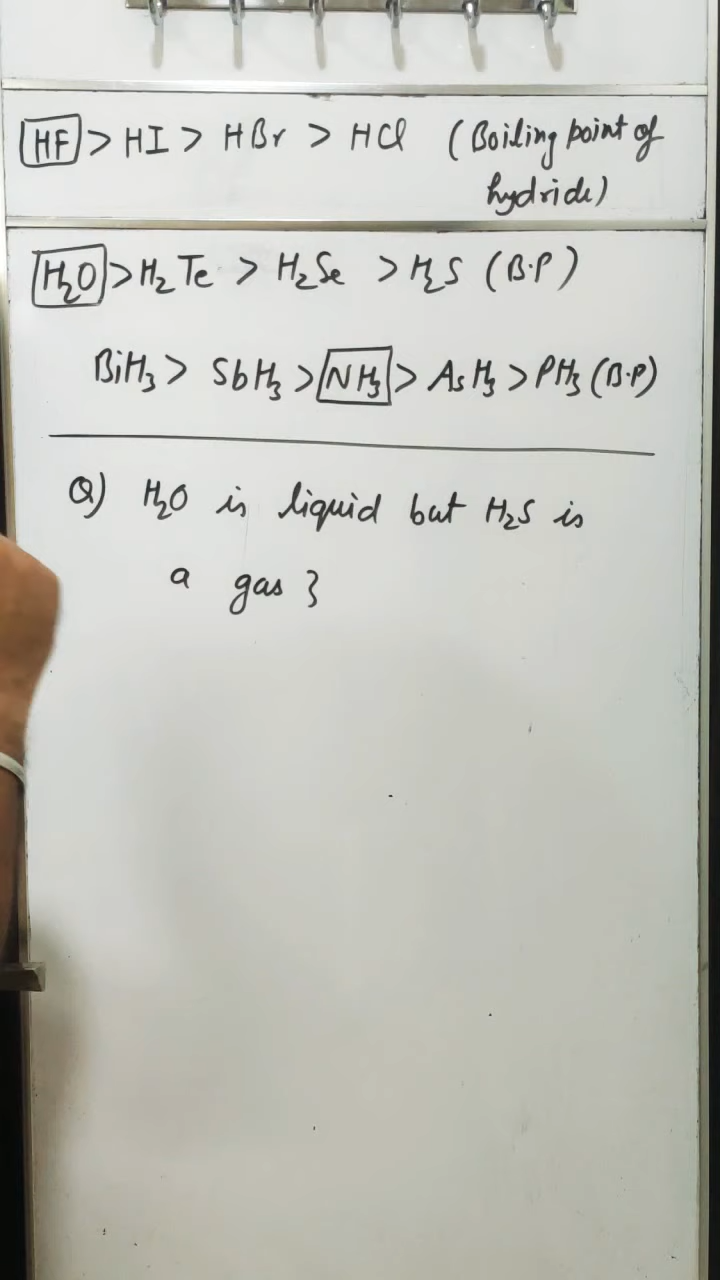 HF > HI > HBr > HCl (Boiling point of
hydride)
H₂O > H₂Te > H₂Se > H₂S (B.P)
BiH₃ > SbH₃ > NH₃ > AsH₃ > PH₃ (B.P)
Q) H₂O is liquid but H₂S is
a gas }